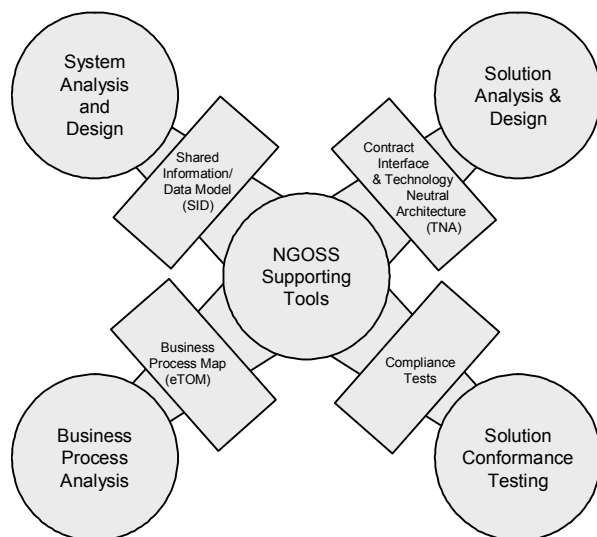 System
Analysis
and
Design
Solution
Analysis &
Design
Shared
Information/
Data Model
(SID)
Contract
Interface
& Technology
Neutral
Architecture
(TNA)
NGOSS
Supporting
Tools
Business
Process Map
(eTOM)
Compliance
Tests
Business
Process
Analysis
Solution
Conformance
Testing